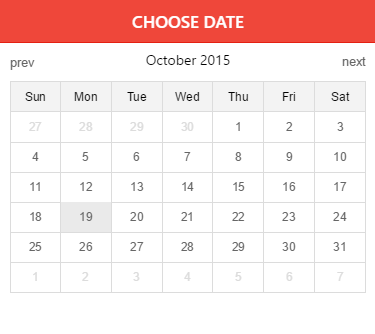 CHOOSE DATE
prev October 2015 next
Sun Mon Tue Wed Thu Fri Sat
27 28 29 30 1 2 3
4 5 6 7 8 9 10
11 12 13 14 15 16 17
18 19 20 21 22 23 24
25 26 27 28 29 30 31
1 2 3 4 5 6 7